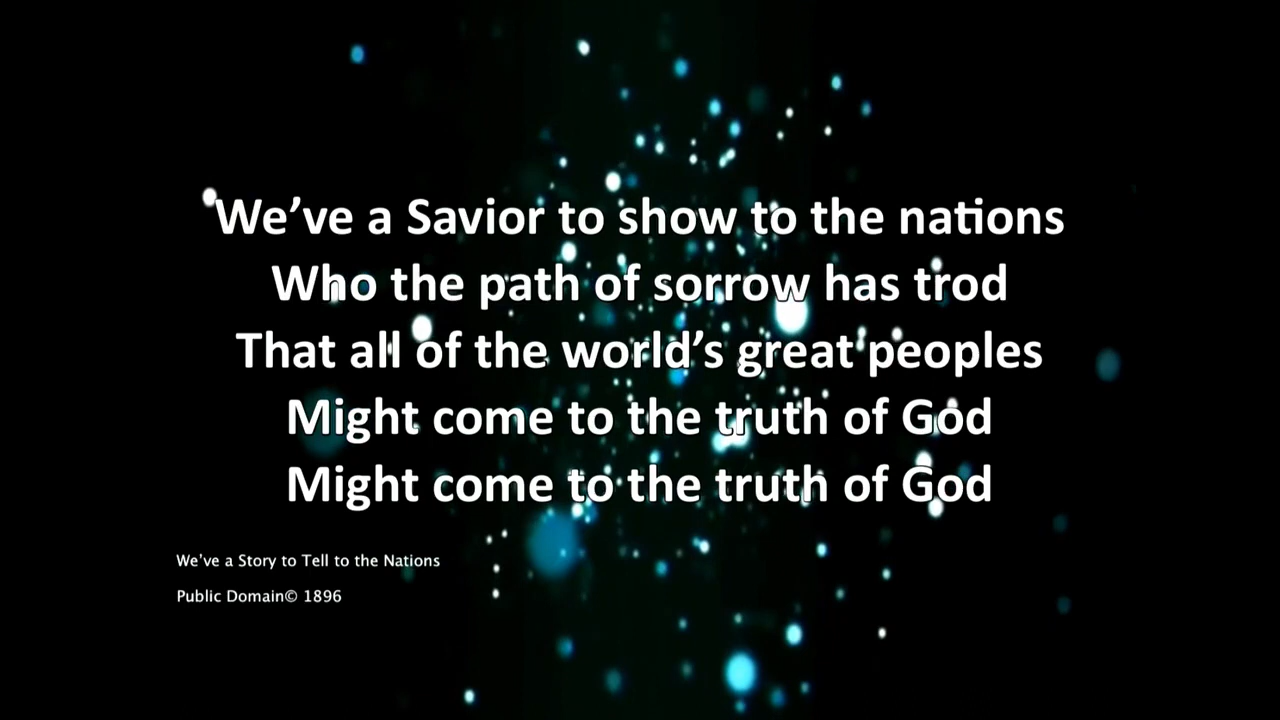 We’ve a Savior to show to the nations
Who the path of sorrow has trod
That all of the world’s great peoples
Might come to the truth of God
Might come to the truth of God
We’ve a Story to Tell to the Nations
Public Domain© 1896